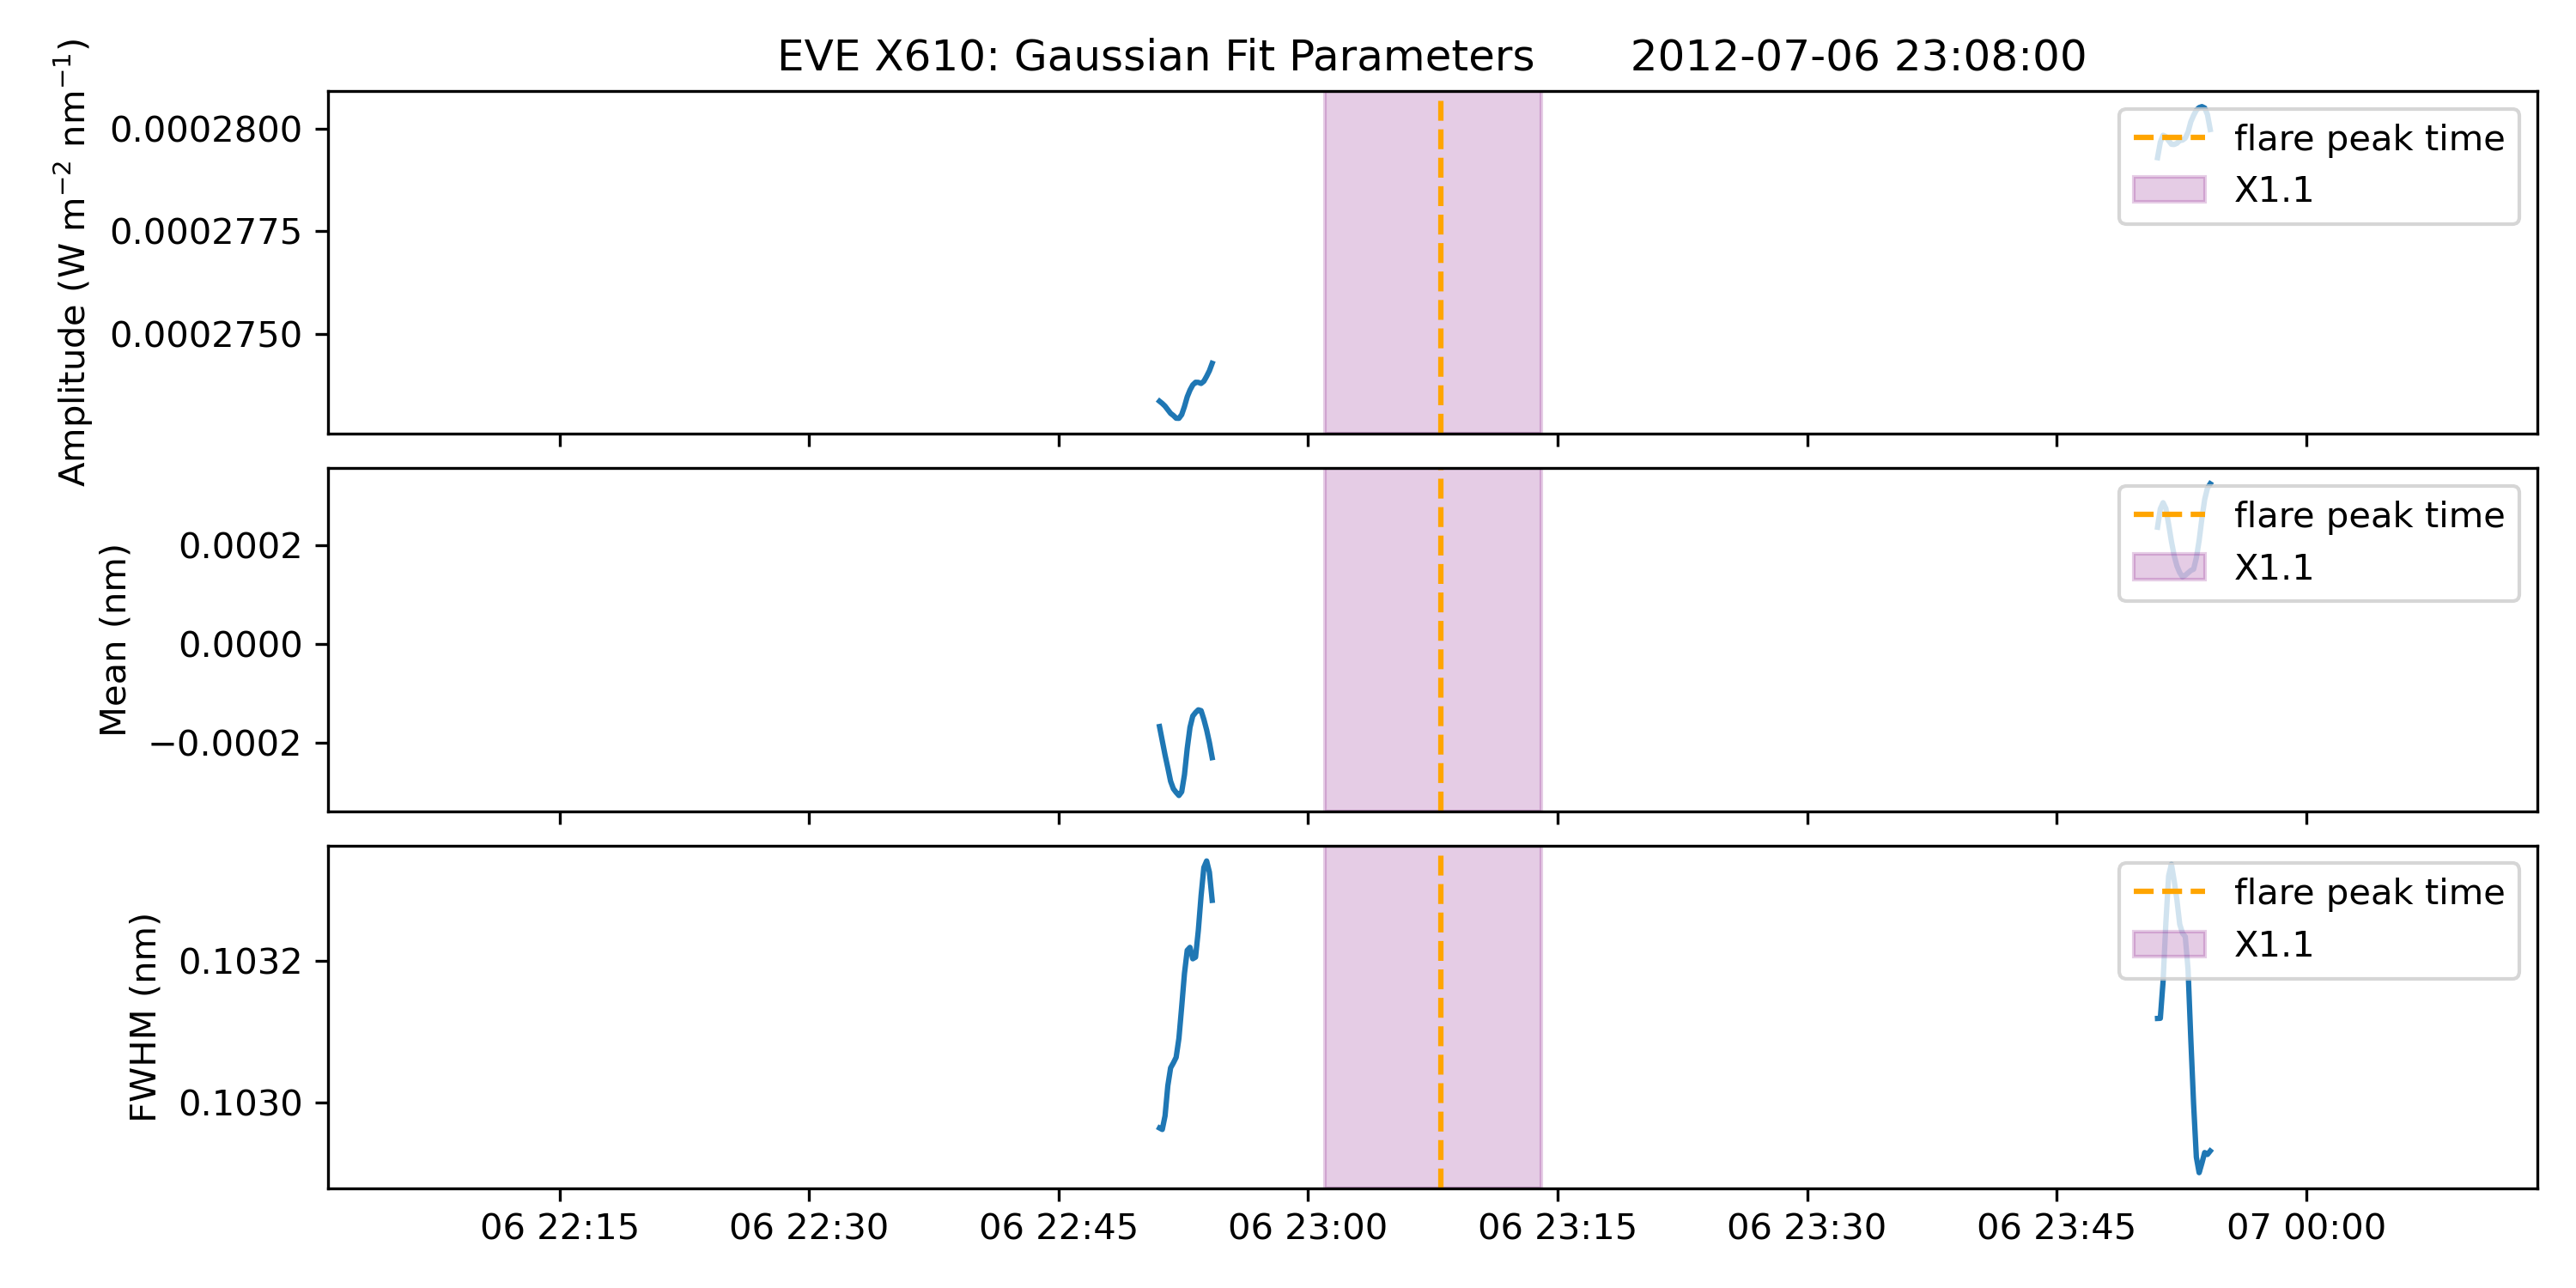 EVE X610: Gaussian Fit Parameters 2012-07-06 23:08:00
Amplitude (W m⁻² nm⁻¹)
0.0002800
0.0002775
0.0002750
flare peak time
X1.1
Mean (nm)
0.0002
0.0000
−0.0002
flare peak time
X1.1
FWHM (nm)
0.1032
0.1030
flare peak time
X1.1
06 22:15 06 22:30 06 22:45 06 23:00 06 23:15 06 23:30 06 23:45 07 00:00